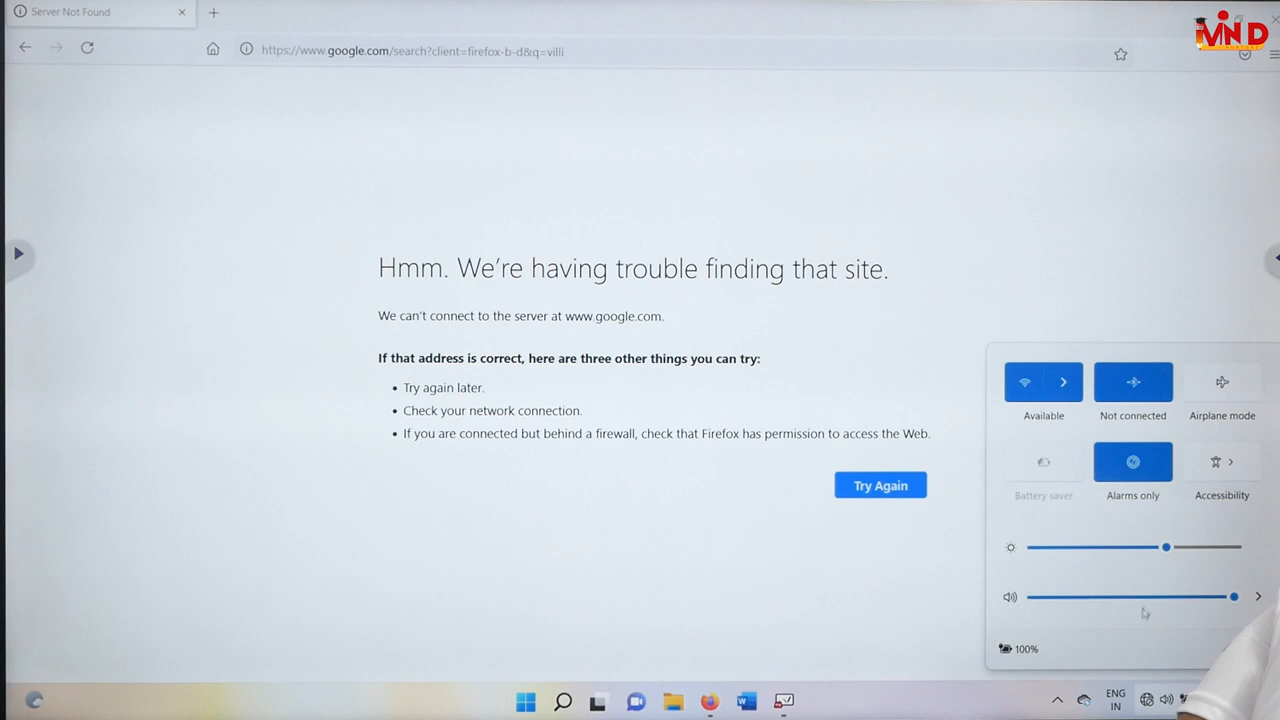 Server Not Found
https://www.google.com/search?client=firefox-b-d&q=villi
MIND
Hmm. We're having trouble finding that site.
We can't connect to the server at www.google.com.
If that address is correct, here are three other things you can try:
• Try again later.
• Check your network connection.
• If you are connected but behind a firewall, check that Firefox has permission to access the Web.
Try Again
Available
Not connected
Airplane mode
Battery saver
Alarms only
Accessibility
100%
ENG
IN